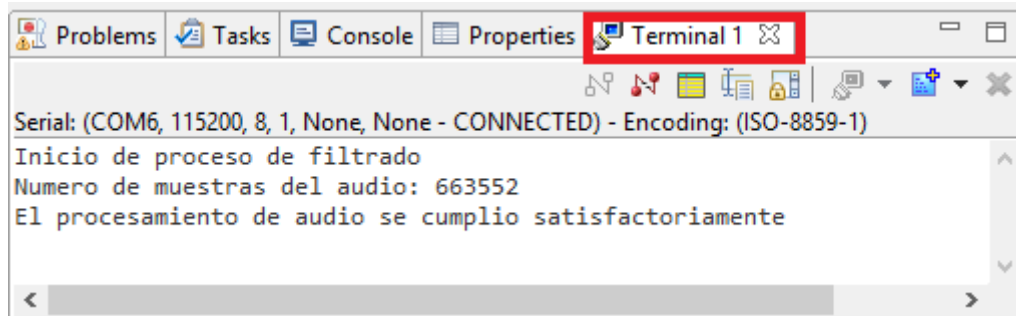 Problems Tasks Console Properties Terminal 1
Serial: (COM6, 115200, 8, 1, None, None - CONNECTED) - Encoding: (ISO-8859-1)
Inicio de proceso de filtrado
Numero de muestras del audio: 663552
El procesamiento de audio se cumplio satisfactoriamente